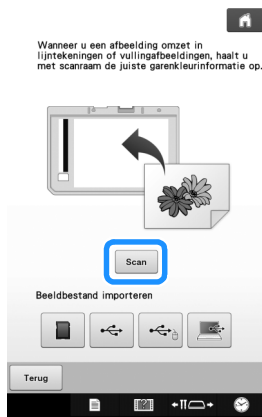 Wanneer u een afbeelding omzet in
lijntekeningen of vullingafbeeldingen, haalt u
met scanraam de juiste garenkleurinformatie op.
Scan
Beeldbestand importeren
Terug